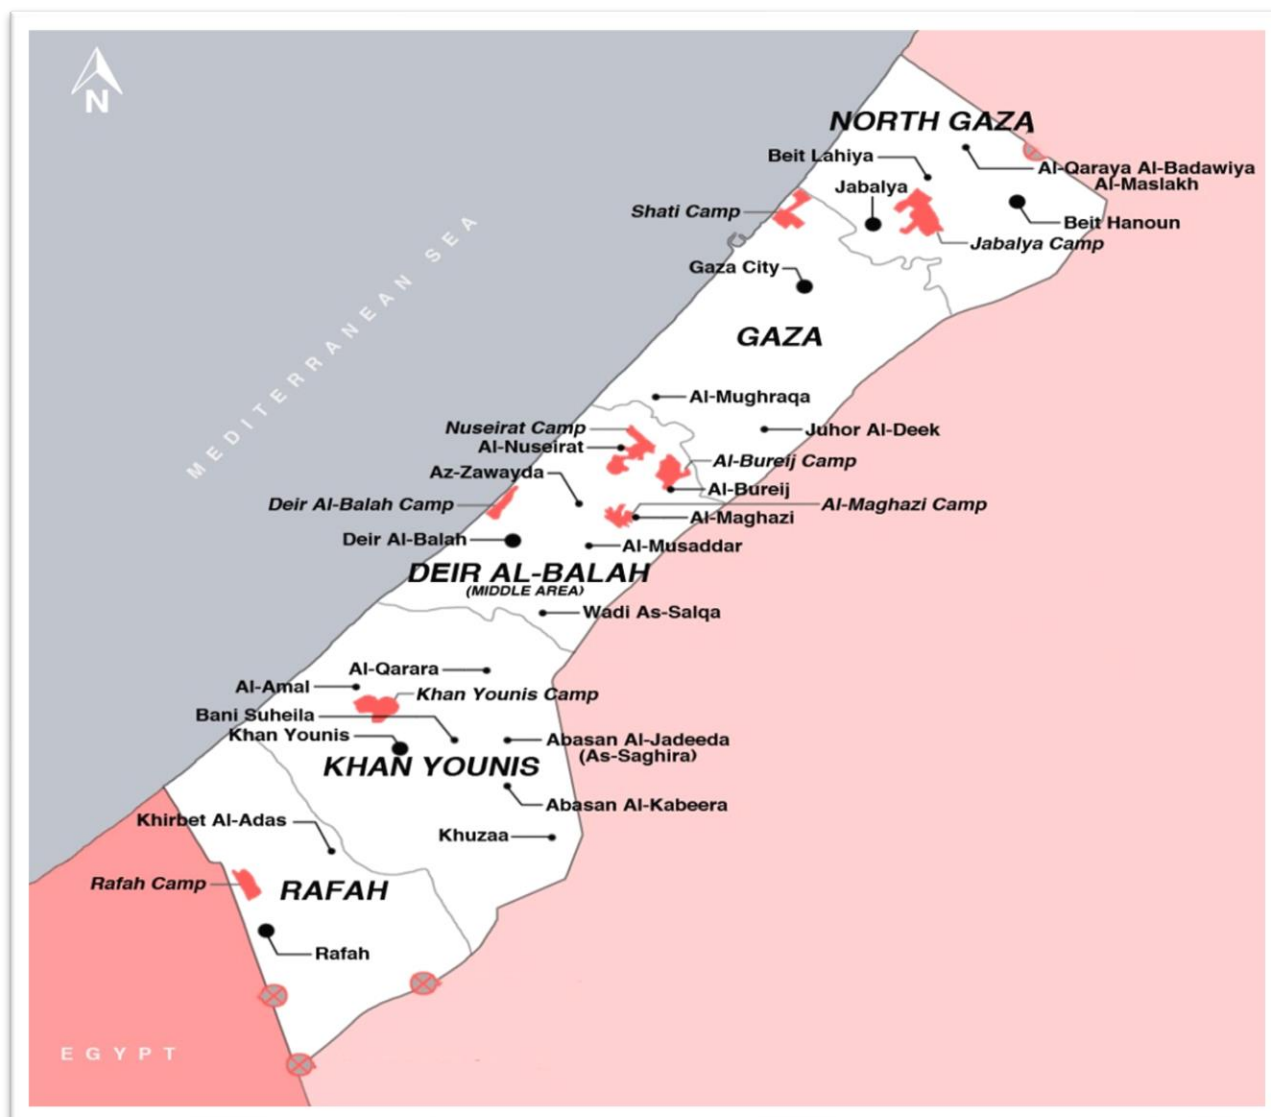 N
NORTH GAZA
Beit Lahiya
Al-Qaraya Al-Badawiya
Al-Maslakh
Jabalya
Shati Camp
Beit Hanoun
Jabalya Camp
Gaza City
MEDITERRANEAN SEA
GAZA
Al-Mughraqa
Nuseirat Camp
Juhor Al-Deek
Al-Nuseirat
Al-Bureij Camp
Az-Zawayda
Al-Bureij
Deir Al-Balah Camp
Al-Maghazi Camp
Al-Maghazi
Deir Al-Balah
Al-Musaddar
DEIR AL-BALAH
(MIDDLE AREA)
Wadi As-Salqa
Al-Qarara
Al-Amal
Khan Younis Camp
Bani Suheila
Khan Younis
Abasan Al-Jadeeda
(As-Saghira)
KHAN YOUNIS
Abasan Al-Kabeera
Khirbet Al-Adas
Khuzaa
Rafah Camp
RAFAH
Rafah
EGYPT